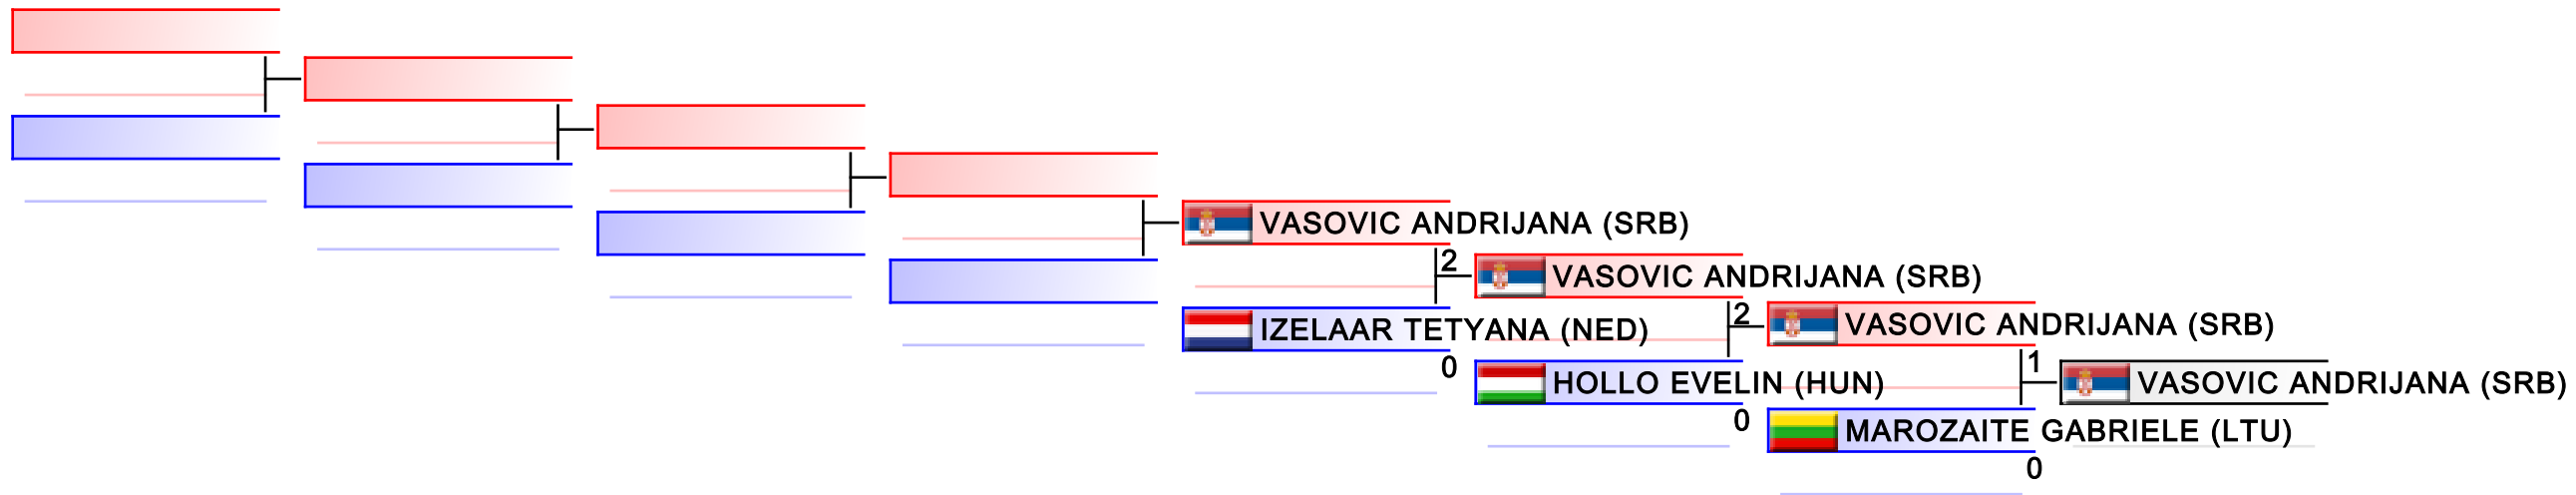 VASOVIC ANDRIJANA (SRB)
2
VASOVIC ANDRIJANA (SRB)
IZELAAR TETYANA (NED)
0
2
VASOVIC ANDRIJANA (SRB)
HOLLO EVELIN (HUN)
0
1
VASOVIC ANDRIJANA (SRB)
MAROZAITE GABRIELE (LTU)
0